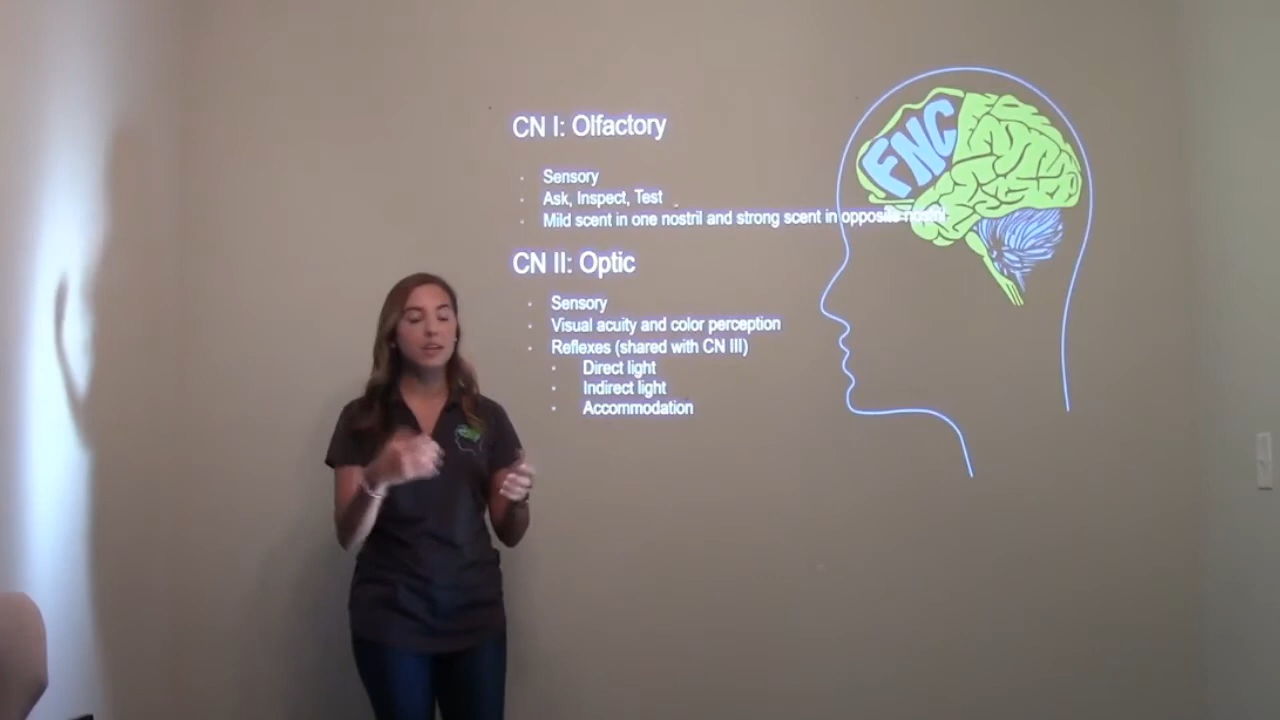 CN I: Olfactory
Sensory
Ask, Inspect, Test
Mild scent in one nostril and strong scent in opposite nostril
CN II: Optic
Sensory
Visual acuity and color perception
Reflexes (shared with CN III)
Direct light
Indirect light
Accommodation
FNC